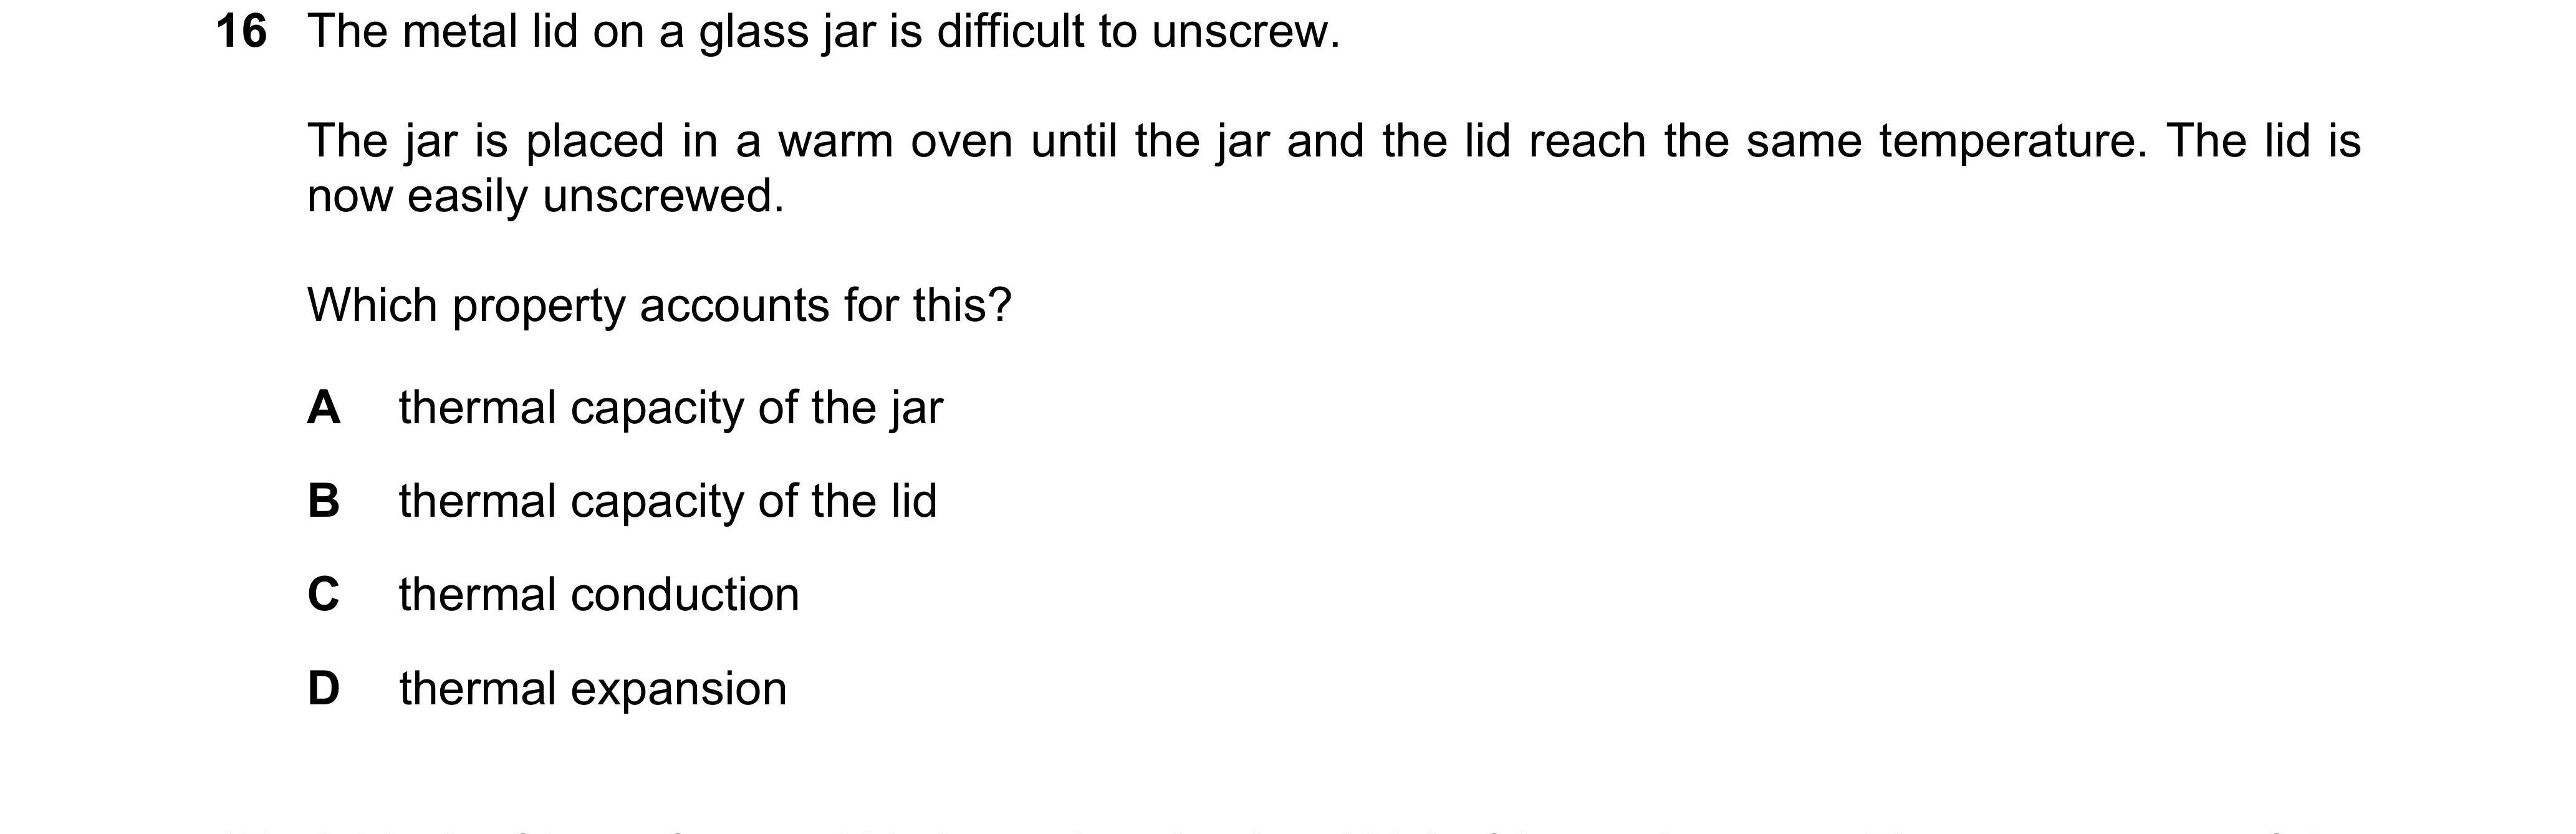 16 The metal lid on a glass jar is difficult to unscrew.
The jar is placed in a warm oven until the jar and the lid reach the same temperature. The lid is
now easily unscrewed.
Which property accounts for this?
A thermal capacity of the jar
B thermal capacity of the lid
C thermal conduction
D thermal expansion